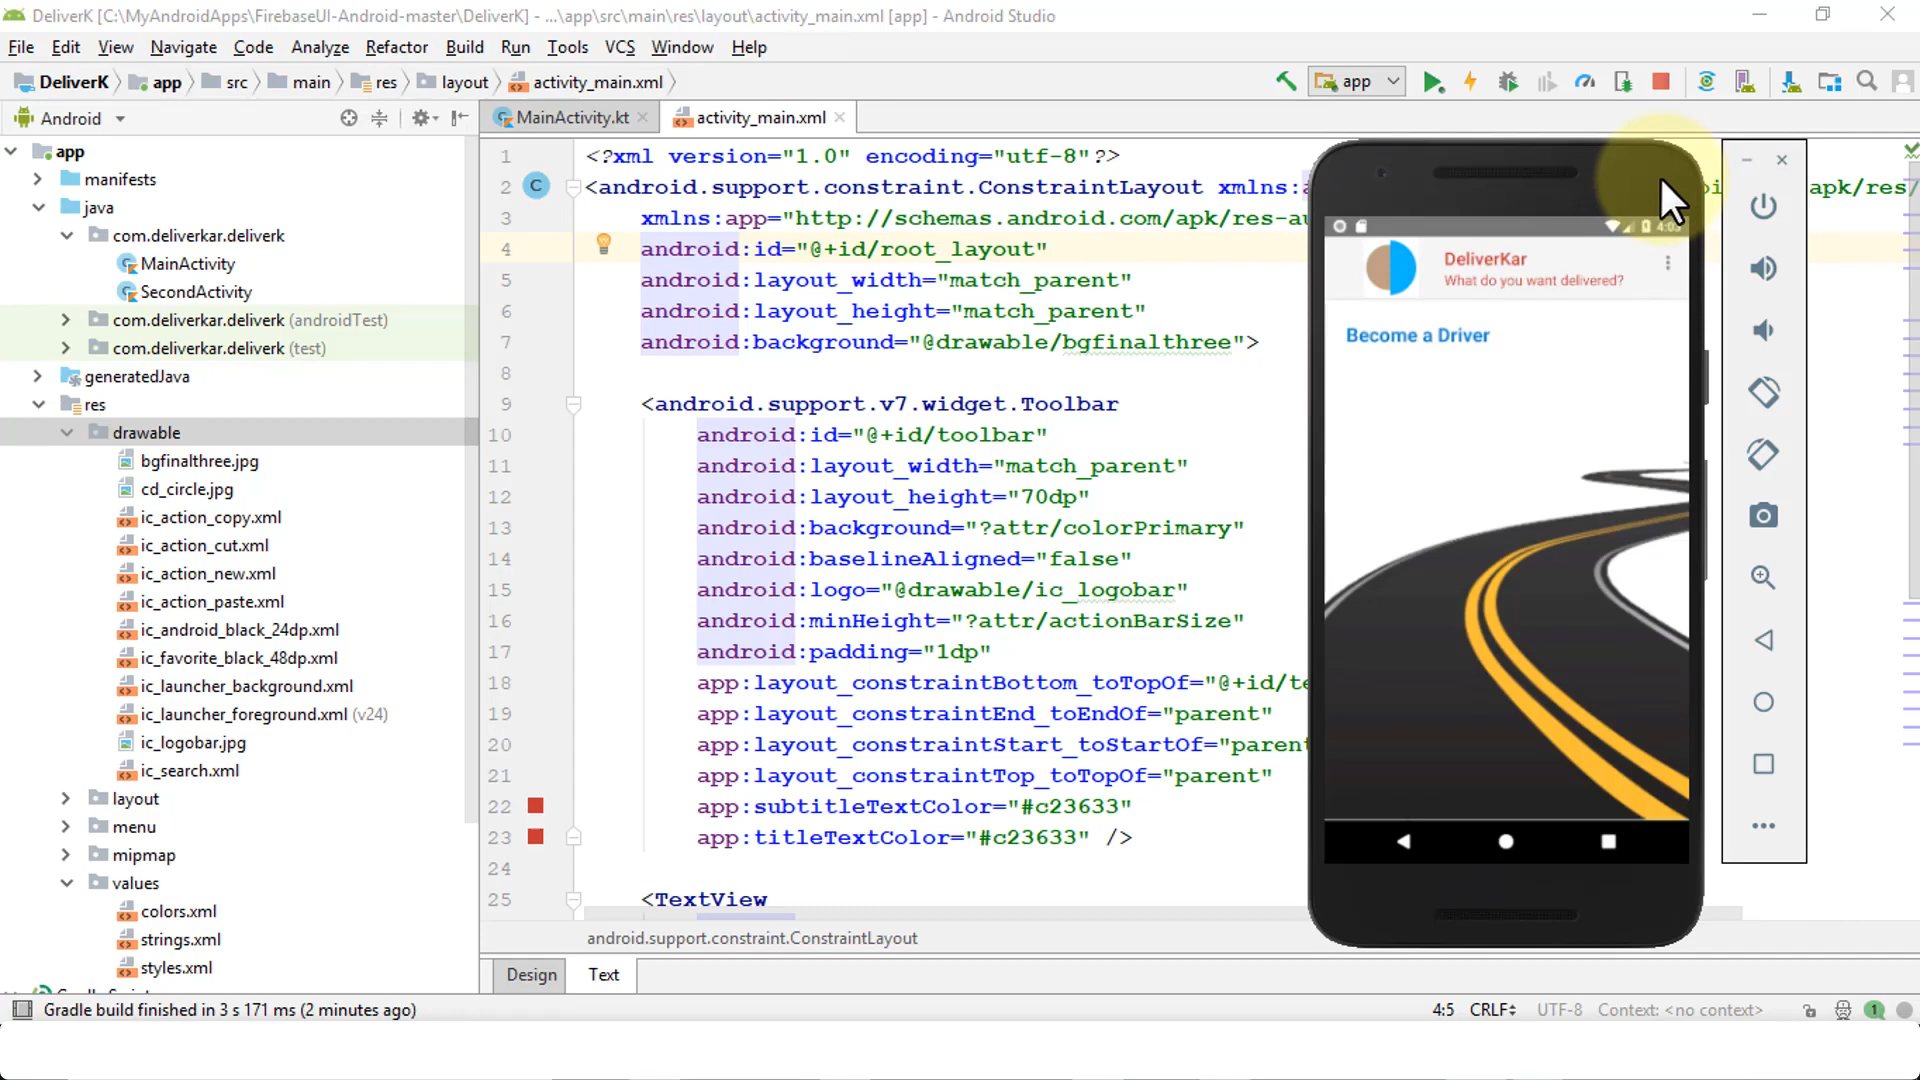 DeliverK [C:\MyAndroidApps\FirebaseUI-Android-master\DeliverK] - ...\app\src\main\res\layout\activity_main.xml [app] - Android Studio
File Edit View Navigate Code Analyze Refactor Build Run Tools VCS Window Help
DeliverK app src main res layout activity_main.xml app
Android
MainActivity.kt activity_main.xml
app
manifests
java
com.deliverkar.deliverk
MainActivity
SecondActivity
com.deliverkar.deliverk (androidTest)
com.deliverkar.deliverk (test)
generatedJava
res
drawable
bgfinalthree.jpg
cd_circle.jpg
ic_action_copy.xml
ic_action_cut.xml
ic_action_new.xml
ic_action_paste.xml
ic_android_black_24dp.xml
ic_favorite_black_48dp.xml
ic_launcher_background.xml
ic_launcher_foreground.xml (v24)
ic_logobar.jpg
ic_search.xml
layout
menu
mipmap
values
colors.xml
strings.xml
styles.xml
1 <?xml version="1.0" encoding="utf-8"?>
2 C <android.support.constraint.ConstraintLayout xmlns: apk/res/
3 xmlns:app="http://schemas.android.com/apk/res-au
4 android:id="@+id/root_layout"
5 android:layout_width="match_parent"
6 android:layout_height="match_parent"
7 android:background="@drawable/bgfinalthree">
8
9 <android.support.v7.widget.Toolbar
10 android:id="@+id/toolbar"
11 android:layout_width="match_parent"
12 android:layout_height="70dp"
13 android:background="?attr/colorPrimary"
14 android:baselineAligned="false"
15 android:logo="@drawable/ic_logobar"
16 android:minHeight="?attr/actionBarSize"
17 android:padding="1dp"
18 app:layout_constraintBottom_toTopOf="@+id/te
19 app:layout_constraintEnd_toEndOf="parent"
20 app:layout_constraintStart_toStartOf="parent
21 app:layout_constraintTop_toTopOf="parent"
22 app:subtitleTextColor="#c23633"
23 app:titleTextColor="#c23633" />
24
25 <TextView
android.support.constraint.ConstraintLayout
Design Text
DeliverKar
What do you want delivered?
Become a Driver
Gradle build finished in 3 s 171 ms (2 minutes ago) 4:5 CRLF UTF-8 Context: <no context> 1